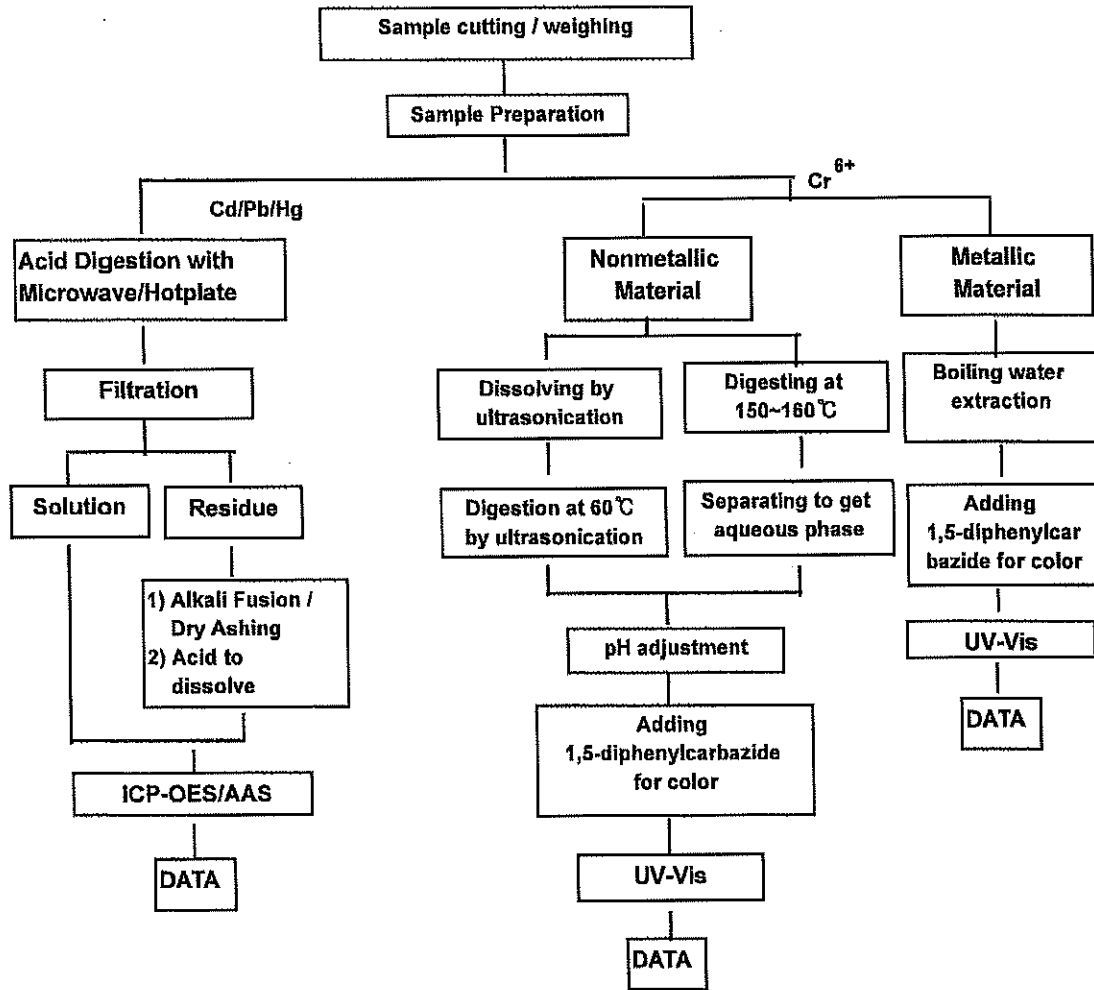 Sample cutting / weighing
Sample Preparation
Cr6+
Cd/Pb/Hg
Acid Digestion with
Microwave/Hotplate
Nonmetallic
Material
Metallic
Material
Filtration
Dissolving by
ultrasonication
Digesting at
150~160℃
Boiling water
extraction
Solution
Residue
Digestion at 60℃
by ultrasonication
Separating to get
aqueous phase
Adding
1,5-diphenylcar
bazide for color
1) Alkali Fusion /
Dry Ashing
2) Acid to
dissolve
pH adjustment
UV-Vis
DATA
Adding
1,5-diphenylcarbazide
for color
ICP-OES/AAS
DATA
UV-Vis
DATA